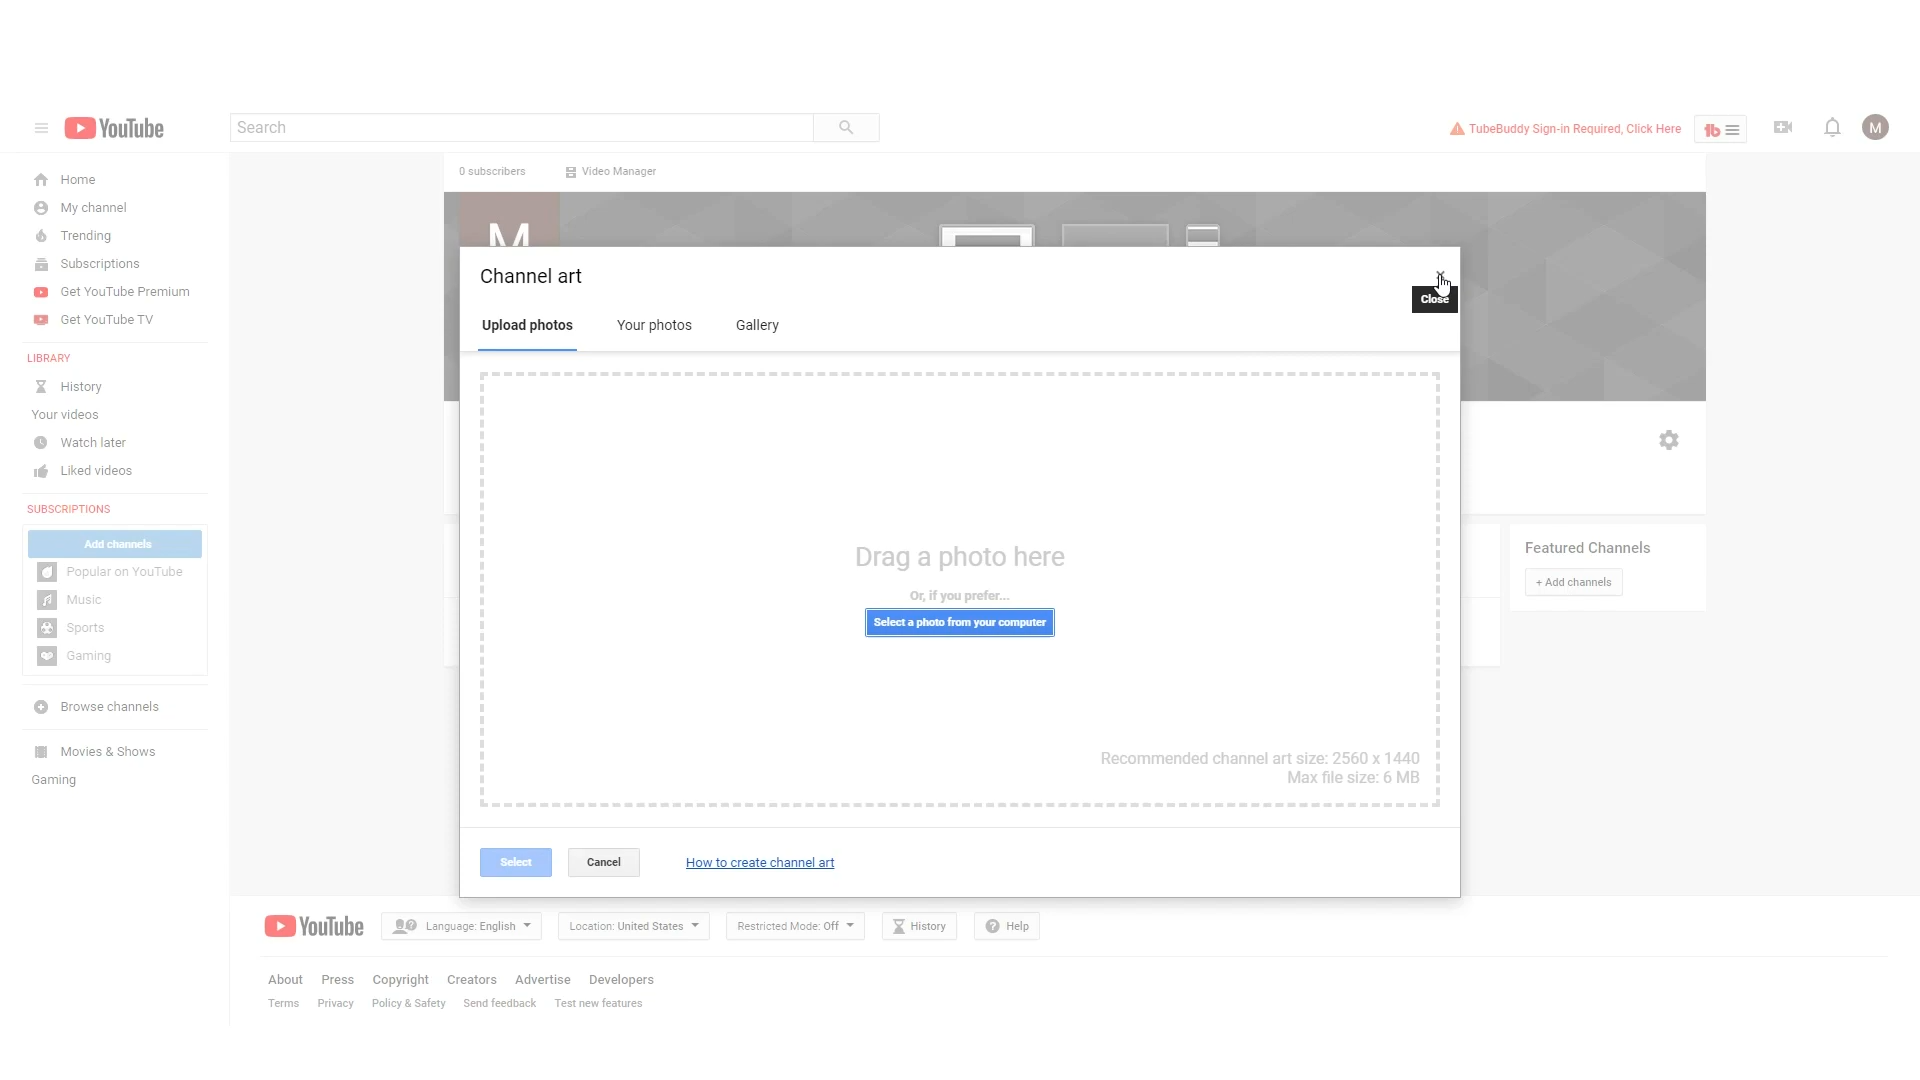 YouTube
Search
TubeBuddy Sign-in Required, Click Here
tb
M
Home
My channel
Trending
Subscriptions
Get YouTube Premium
Get YouTube TV
LIBRARY
History
Your videos
Watch later
Liked videos
SUBSCRIPTIONS
Add channels
Popular on YouTube
Music
Sports
Gaming
Browse channels
Movies & Shows
Gaming
0 subscribers
Video Manager
M
Channel art
Close
Upload photos
Your photos
Gallery
Drag a photo here
Or, if you prefer...
Select a photo from your computer
Recommended channel art size: 2560 x 1440
Max file size: 6 MB
Select
Cancel
How to create channel art
Featured Channels
+ Add channels
YouTube
Language: English
Location: United States
Restricted Mode: Off
History
Help
About Press Copyright Creators Advertise Developers
Terms Privacy Policy & Safety Send feedback Test new features